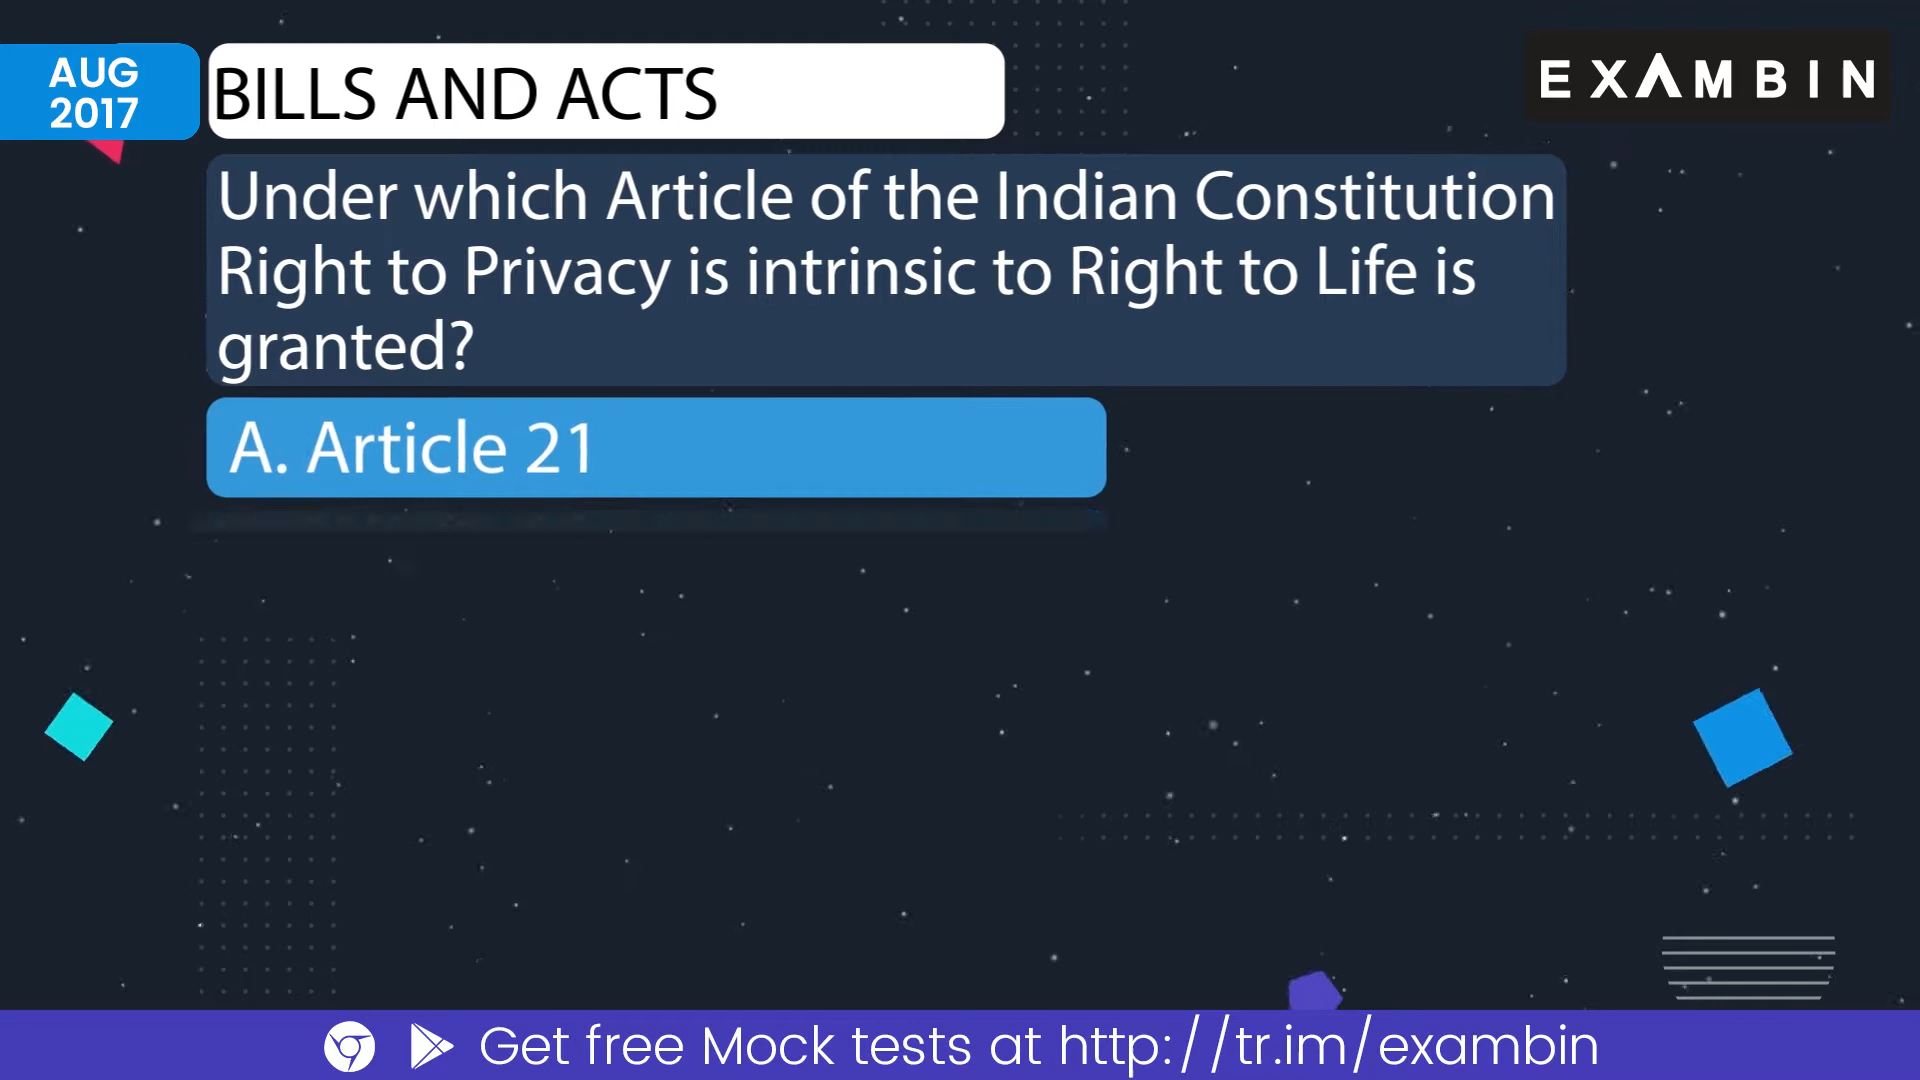 AUG
2017
BILLS AND ACTS
EXAMBIN
Under which Article of the Indian Constitution
Right to Privacy is intrinsic to Right to Life is
granted?
A. Article 21
Get free Mock tests at http://tr.im/exambin